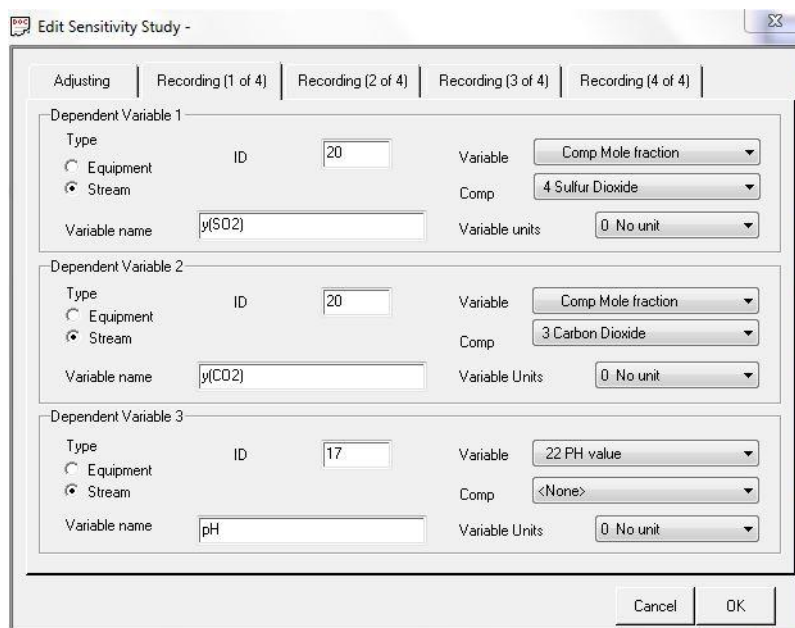 Edit Sensitivity Study -
Adjusting Recording (1 of 4) Recording (2 of 4) Recording (3 of 4) Recording (4 of 4)
Dependent Variable 1
Type
Equipment
Stream
ID 20
Variable Comp Mole fraction
Comp 4 Sulfur Dioxide
Variable name y(SO2)
Variable units 0 No unit
Dependent Variable 2
Type
Equipment
Stream
ID 20
Variable Comp Mole fraction
Comp 3 Carbon Dioxide
Variable name y(CO2)
Variable Units 0 No unit
Dependent Variable 3
Type
Equipment
Stream
ID 17
Variable 22 PH value
Comp <None>
Variable name pH
Variable Units 0 No unit
Cancel OK